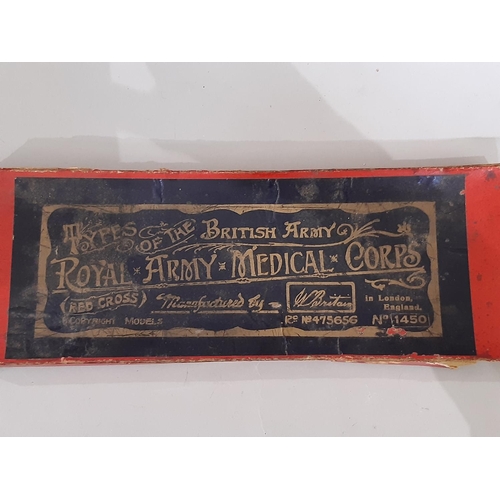 TYPES OF THE BRITISH ARMY
ROYAL · ARMY · MEDICAL · CORPS
(RED CROSS) Manufactured by W. Britain in London, England.
COPYRIGHT MODELS Nº 475656 Nº 1450